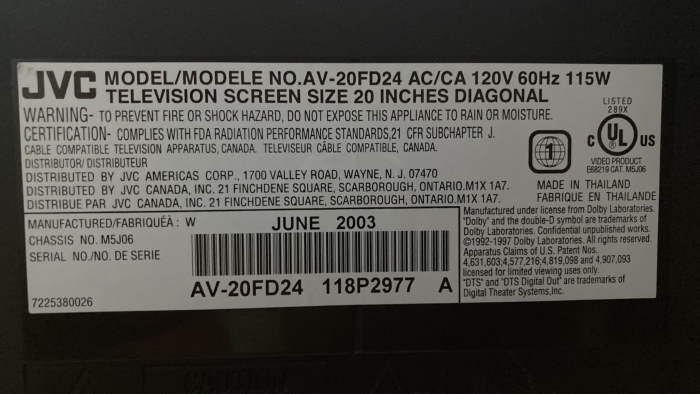 JVC MODEL/MODELE NO.AV-20FD24 AC/CA 120V 60Hz 115W
TELEVISION SCREEN SIZE 20 INCHES DIAGONAL
WARNING- TO PREVENT FIRE OR SHOCK HAZARD, DO NOT EXPOSE THIS APPLIANCE TO RAIN OR MOISTURE.
CERTIFICATION- COMPLIES WITH FDA RADIATION PERFORMANCE STANDARDS,21 CFR SUBCHAPTER J.
CABLE COMPATIBLE TELEVISION APPARATUS, CANADA. TELEVISEUR CÂBLE COMPATIBLE, CANADA.
DISTRIBUTOR/DISTRIBUTEUR
DISTRIBUTED BY JVC AMERICAS CORP., 1700 VALLEY ROAD, WAYNE, N. J. 07470
DISTRIBUTED BY JVC CANADA, INC. 21 FINCHDENE SQUARE, SCARBOROUGH, ONTARIO.M1X 1A7.
DISTRIBUE PAR JVC CANADA, INC. 21 FINCHDENE SQUARE, SCARBOROUGH, ONTARIO.M1X 1A7.
LISTED
289X
C UL US
1
VIDEO PRODUCT
E68219 CAT. M5J06
MADE IN THAILAND
FABRIQUE EN THAILANDE
MANUFACTURED/FABRIQUÉA : W
JUNE 2003
CHASSIS NO. M5J06
SERIAL NO./NO. DE SERIE
AV-20FD24 118P2977 A
7225380026
Manufactured under license from Dolby Laboratories.
"Dolby" and the double-D symbol are trademarks of
Dolby Laboratories. Confidential unpublished works.
©1992-1997 Dolby Laboratories. All rights reserved.
Apparatus Claims of U.S. Patent Nos.
4,631,603;4,577,216;4,819,098 and 4,907,093
licensed for limited viewing uses only.
"DTS" and "DTS Digital Out" are trademarks of
Digital Theater Systems,Inc.
CAUTION